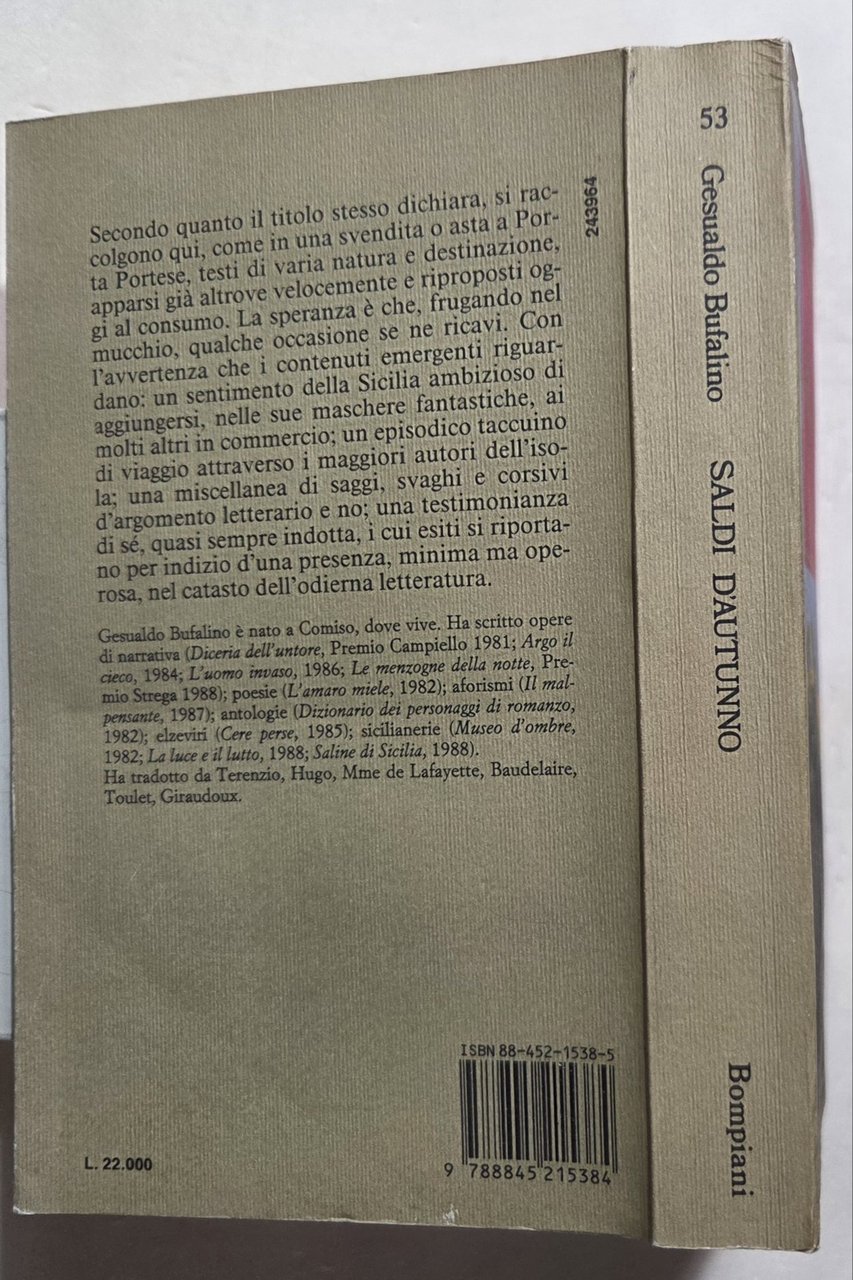 Secondo quanto il titolo stesso dichiara, si rac-
colgono qui, come in una svendita o asta a Por-
ta Portese, testi di varia natura e destinazione,
apparsi già altrove velocemente e riproposti og-
gi al consumo. La speranza è che, frugando nel
mucchio, qualche occasione se ne ricavi. Con
l'avvertenza che i contenuti emergenti riguar-
dano: un sentimento della Sicilia ambizioso di
aggiungersi, nelle sue maschere fantastiche, ai
molti altri in commercio; un episodico taccuino
di viaggio attraverso i maggiori autori dell'iso-
la; una miscellanea di saggi, svaghi e corsivi
d'argomento letterario e no; una testimonianza
di sé, quasi sempre indotta, i cui esiti si riporta-
no per indizio d'una presenza, minima ma ope-
rosa, nel catasto dell'odierna letteratura.
Gesualdo Bufalino è nato a Comiso, dove vive. Ha scritto opere
di narrativa (Diceria dell'untore, Premio Campiello 1981; Argo il
cieco, 1984; L'uomo invaso, 1986; Le menzogne della notte, Pre-
mio Strega 1988); poesie (L'amaro miele, 1982); aforismi (Il mal-
pensante, 1987); antologie (Dizionario dei personaggi di romanzo,
1982); elzeviri (Cere perse, 1985); sicilianerie (Museo d'ombre,
1982; La luce e il lutto, 1988; Saline di Sicilia, 1988).
Ha tradotto da Terenzio, Hugo, Mme de Lafayette, Baudelaire,
Toulet, Giraudoux.
243964
L. 22.000
ISBN 88-452-1538-5
9 788845 215384
53
Gesualdo Bufalino SALDI D'AUTUNNO
Bompiani